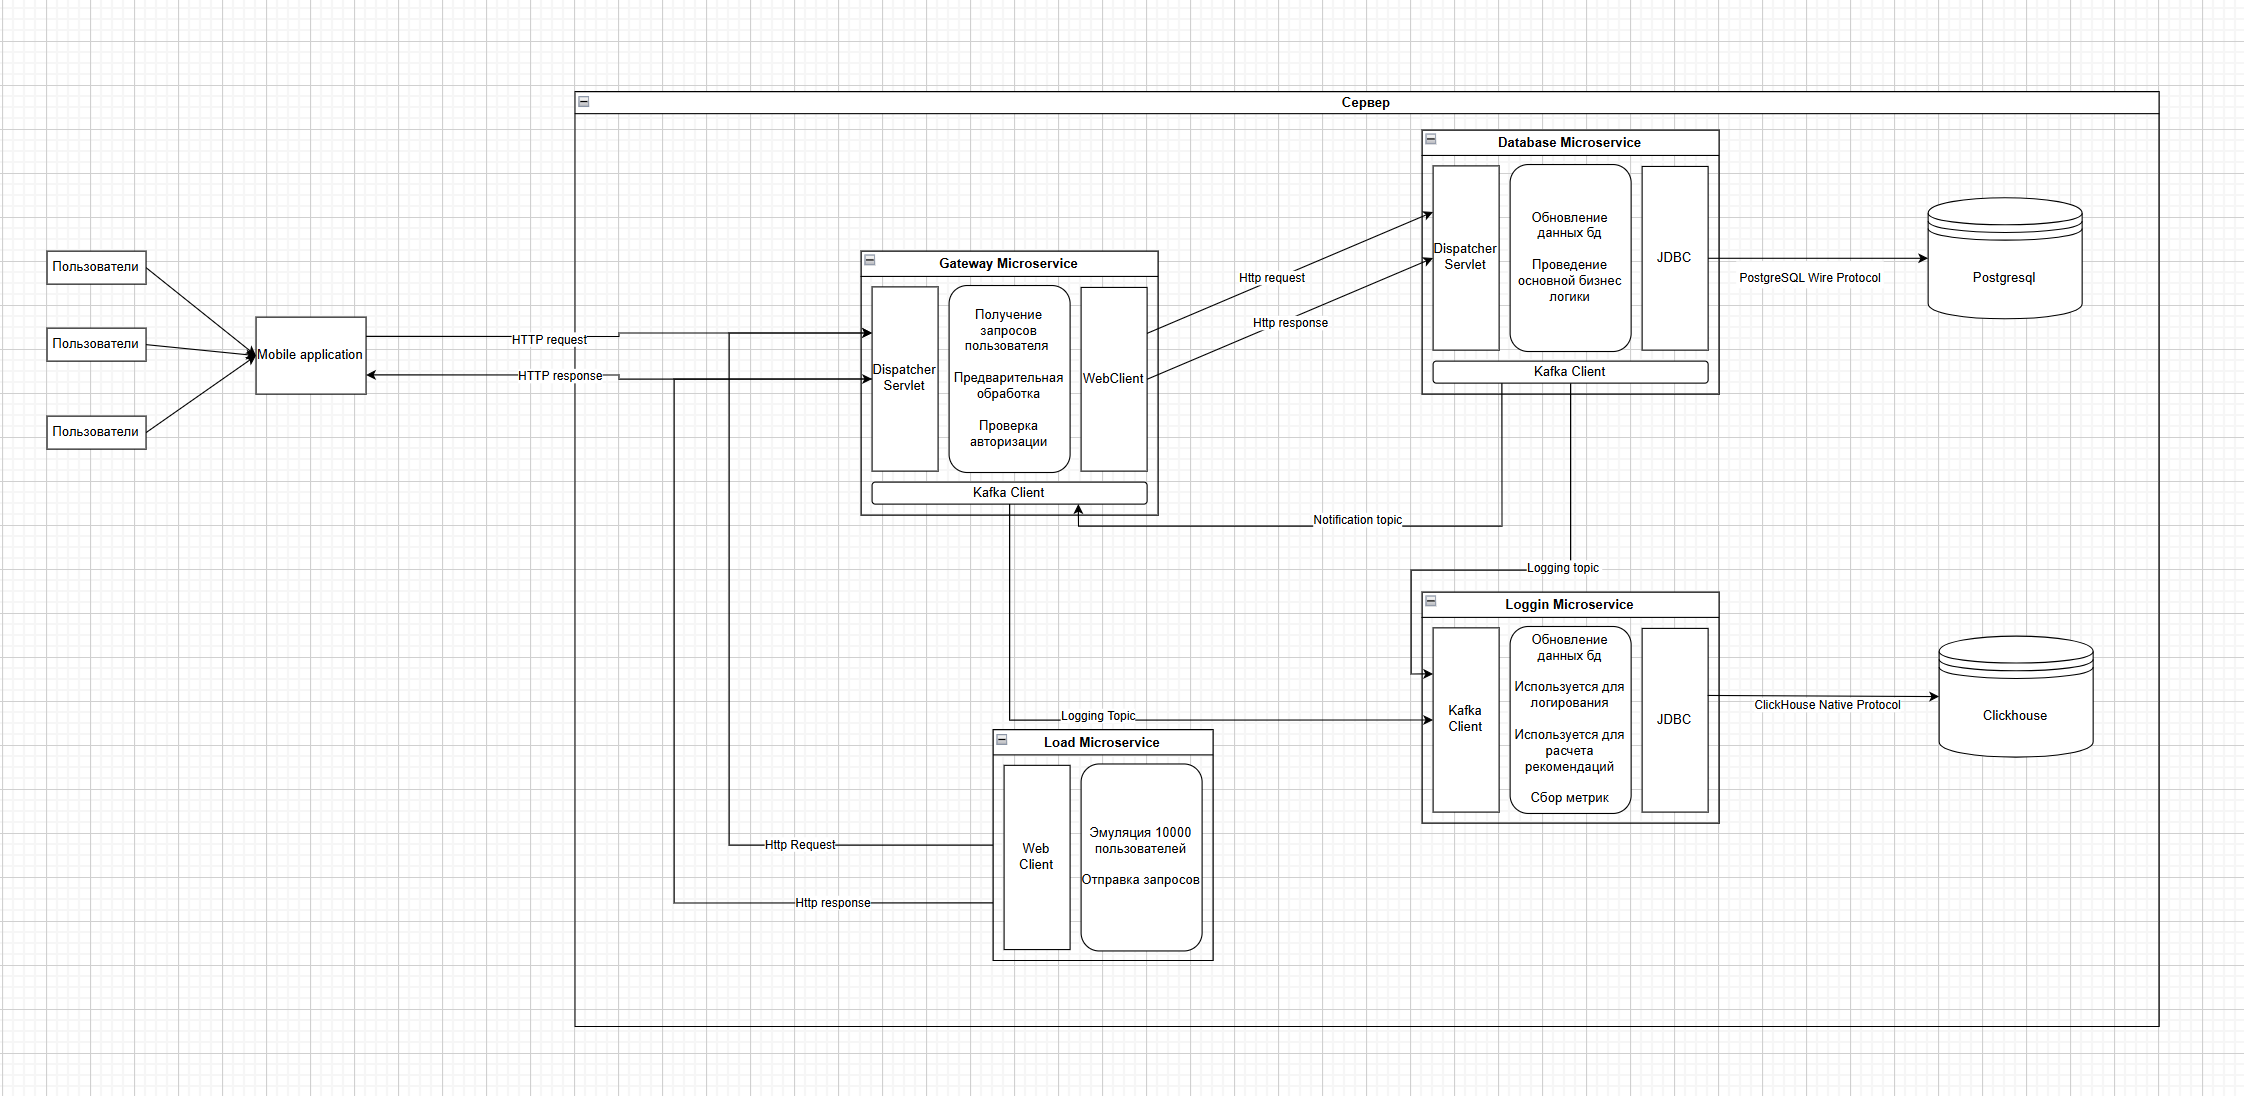 Сервер
Пользователи
Пользователи
Пользователи
Mobile application
HTTP request
HTTP response
Gateway Microservice
Dispatcher
Servlet
Получение
запросов
пользователя
Предварительная
обработка
Проверка
авторизации
WebClient
Kafka Client
Http request
Http response
Database Microservice
Dispatcher
Servlet
Обновление
данных бд
Проведение
основной бизнес
логики
JDBC
Kafka Client
PostgreSQL Wire Protocol
Postgresql
Notification topic
Logging topic
Loggin Microservice
Kafka
Client
Обновление
данных бд
Используется для
логирования
Используется для
расчета
рекомендаций
Сбор метрик
JDBC
ClickHouse Native Protocol
Clickhouse
Logging Topic
Load Microservice
Web
Client
Эмуляция 10000
пользователей
Отправка запросов
Http Request
Http response